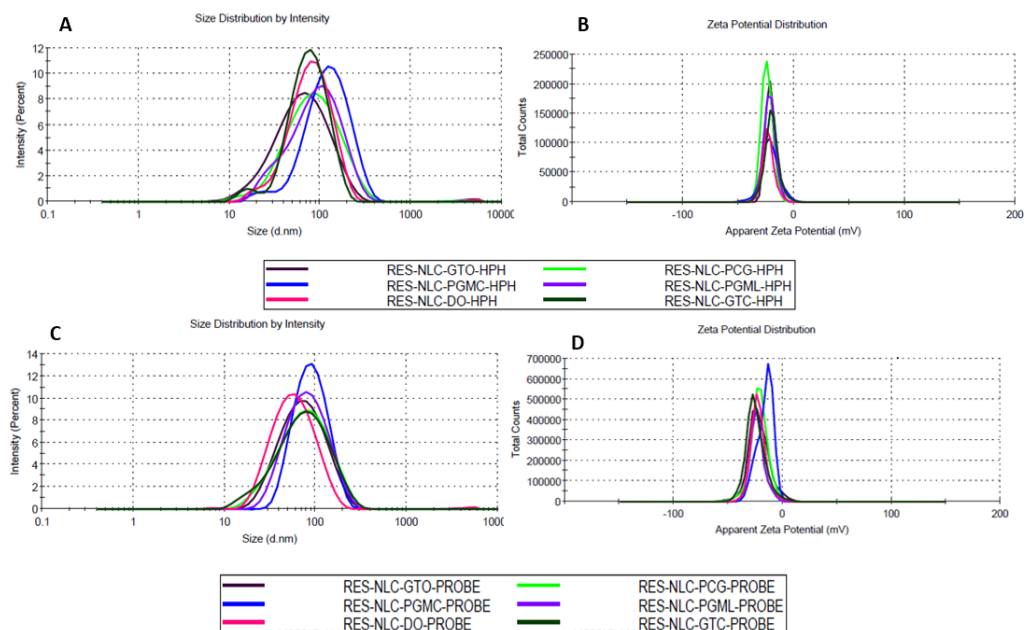 A
Size Distribution by Intensity
Intensity (Percent)
12
10
8
6
4
2
0
0.1 1 10 100 1000 10000
Size (d.nm)
B
Zeta Potential Distribution
Total Counts
250000
200000
150000
100000
50000
0
-100 0 100 200
Apparent Zeta Potential (mV)
RES-NLC-GTO-HPH RES-NLC-PCG-HPH
RES-NLC-PGMC-HPH RES-NLC-PGML-HPH
RES-NLC-DO-HPH RES-NLC-GTC-HPH
C
Size Distribution by Intensity
Intensity (Percent)
14
12
10
8
6
4
2
0
0.1 1 10 100 1000 1000
Size (d.nm)
D
Zeta Potential Distribution
Total Counts
700000
600000
500000
400000
300000
200000
100000
0
-100 0 100 200
Apparent Zeta Potential (mV)
RES-NLC-GTO-PROBE RES-NLC-PCG-PROBE
RES-NLC-PGMC-PROBE RES-NLC-PGML-PROBE
RES-NLC-DO-PROBE RES-NLC-GTC-PROBE